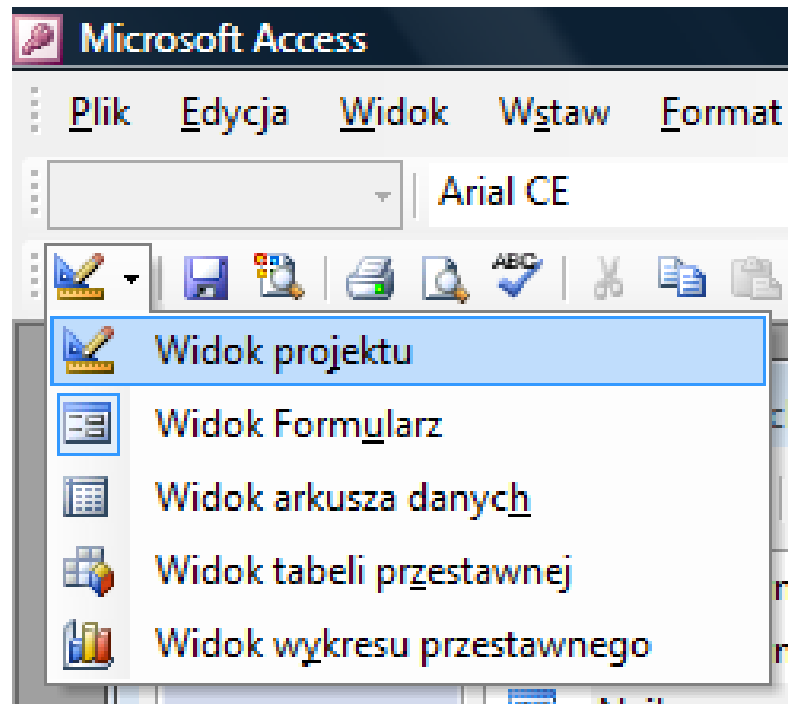 Microsoft Access
Plik Edycja Widok Wstaw Format
Arial CE
ABC
Widok projektu
Widok Formularz
Widok arkusza danych
Widok tabeli przestawnej
Widok wykresu przestawnego